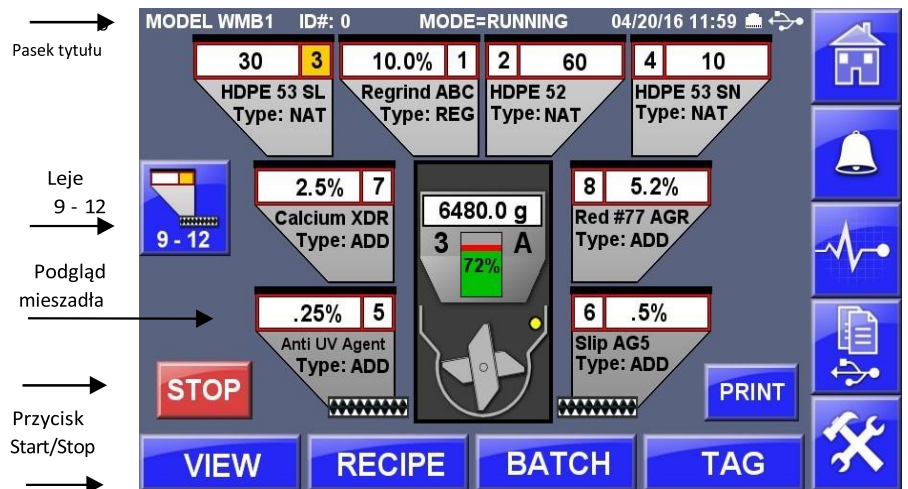 Pasek tytułu
MODEL WMB1 ID#: 0 MODE=RUNNING 04/20/16 11:59
30 3 10.0% 1 2 60 4 10
HDPE 53 SL Regrind ABC HDPE 52 HDPE 53 SN
Type: NAT Type: REG Type: NAT Type: NAT
Leje
9 - 12
9 - 12
2.5% 7 8 5.2%
Calcium XDR Red #77 AGR
Type: ADD Type: ADD
6480.0 g
3 A
72%
Podgląd
mieszadła
.25% 5 6 .5%
Anti UV Agent Slip AG5
Type: ADD Type: ADD
STOP PRINT
Przycisk
Start/Stop
VIEW RECIPE BATCH TAG